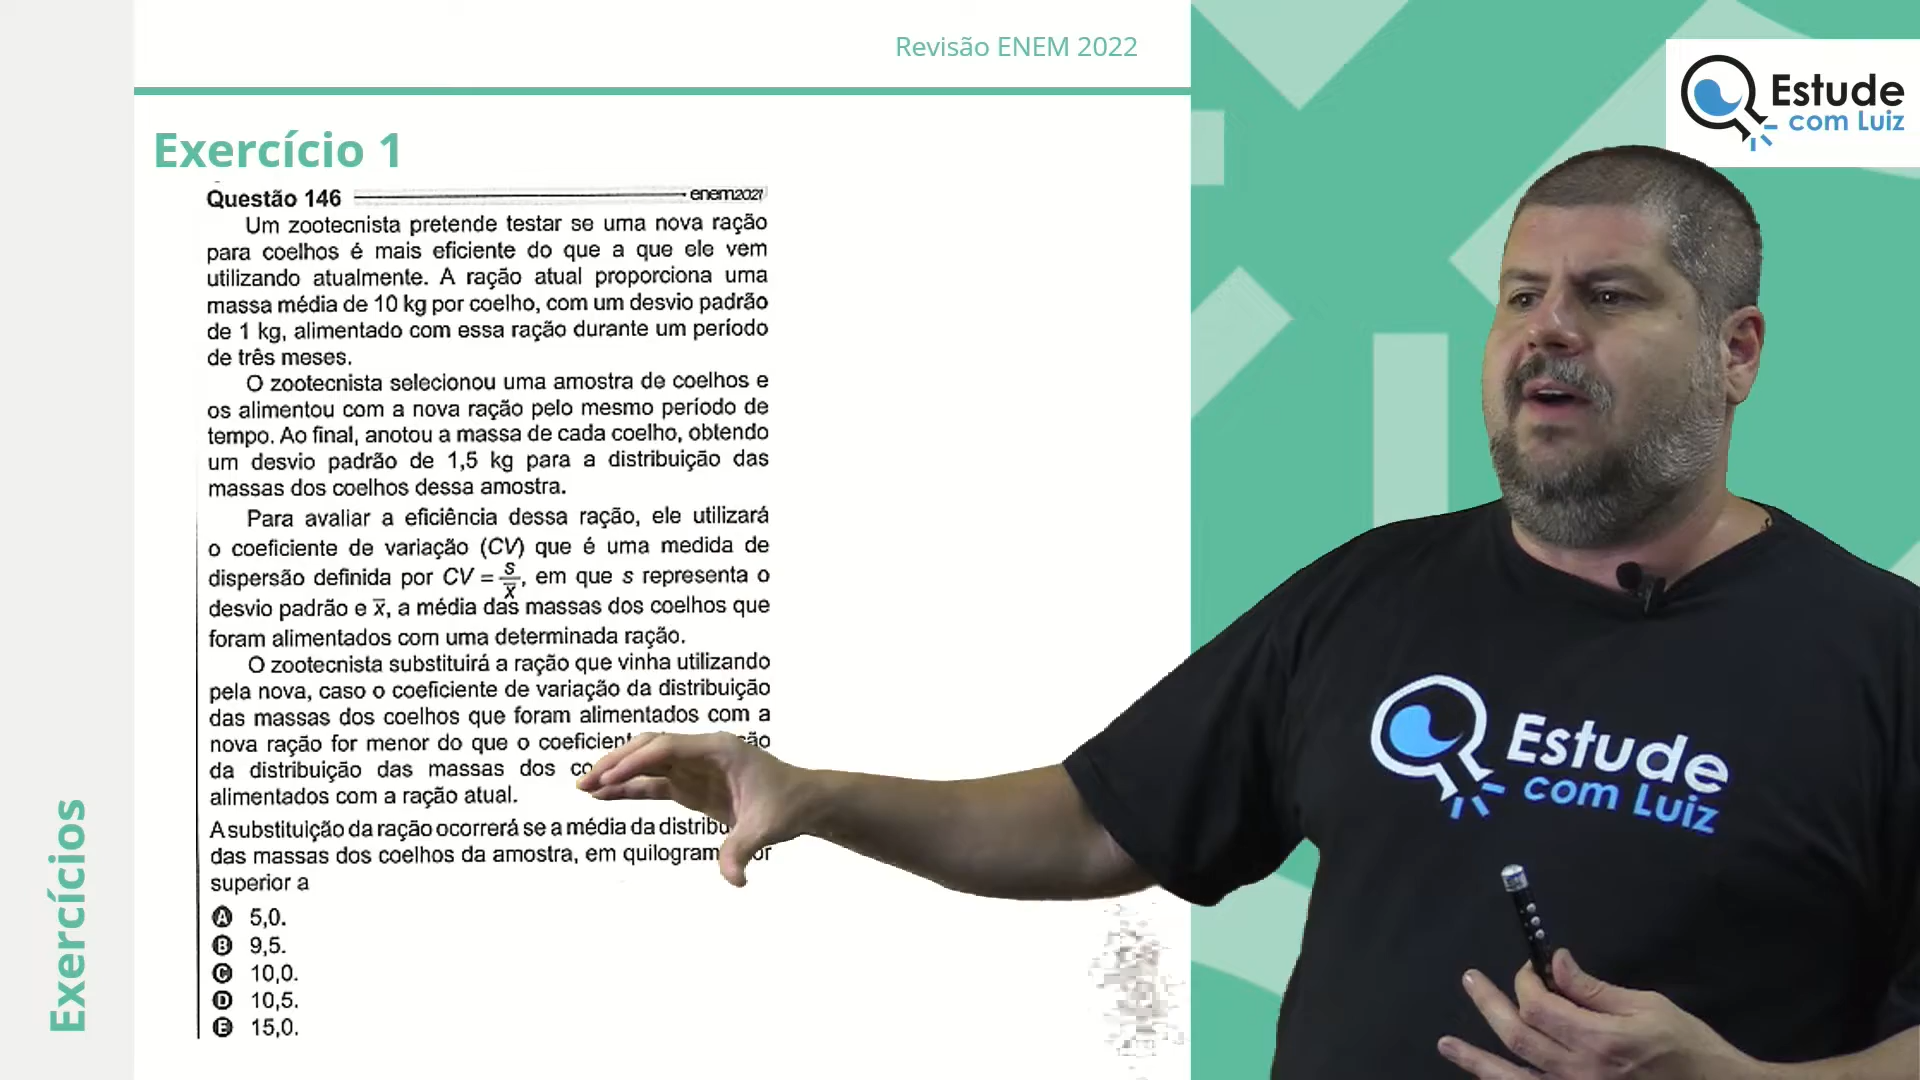 Revisão ENEM 2022
Estude
com Luiz
Exercício 1
Questão 146
enem2021
Um zootecnista pretende testar se uma nova ração
para coelhos é mais eficiente do que a que ele vem
utilizando atualmente. A ração atual proporciona uma
massa média de 10 kg por coelho, com um desvio padrão
de 1 kg, alimentado com essa ração durante um período
de três meses.
O zootecnista selecionou uma amostra de coelhos e
os alimentou com a nova ração pelo mesmo período de
tempo. Ao final, anotou a massa de cada coelho, obtendo
um desvio padrão de 1,5 kg para a distribuição das
massas dos coelhos dessa amostra.
Para avaliar a eficiência dessa ração, ele utilizará
o coeficiente de variação (CV) que é uma medida de
dispersão definida por CV = s/x̄, em que s representa o
desvio padrão e x̄, a média das massas dos coelhos que
foram alimentados com uma determinada ração.
O zootecnista substituirá a ração que vinha utilizando
pela nova, caso o coeficiente de variação da distribuição
das massas dos coelhos que foram alimentados com a
nova ração for menor do que o
da distribuição das massas dos
alimentados com a ração atual.
A substituição da ração ocorrerá se a média da
das massas dos coelhos da amostra, em
superior a
A 5,0.
B 9,5.
C 10,0.
D 10,5.
E 15,0.
Exercícios
Estude
com Luiz